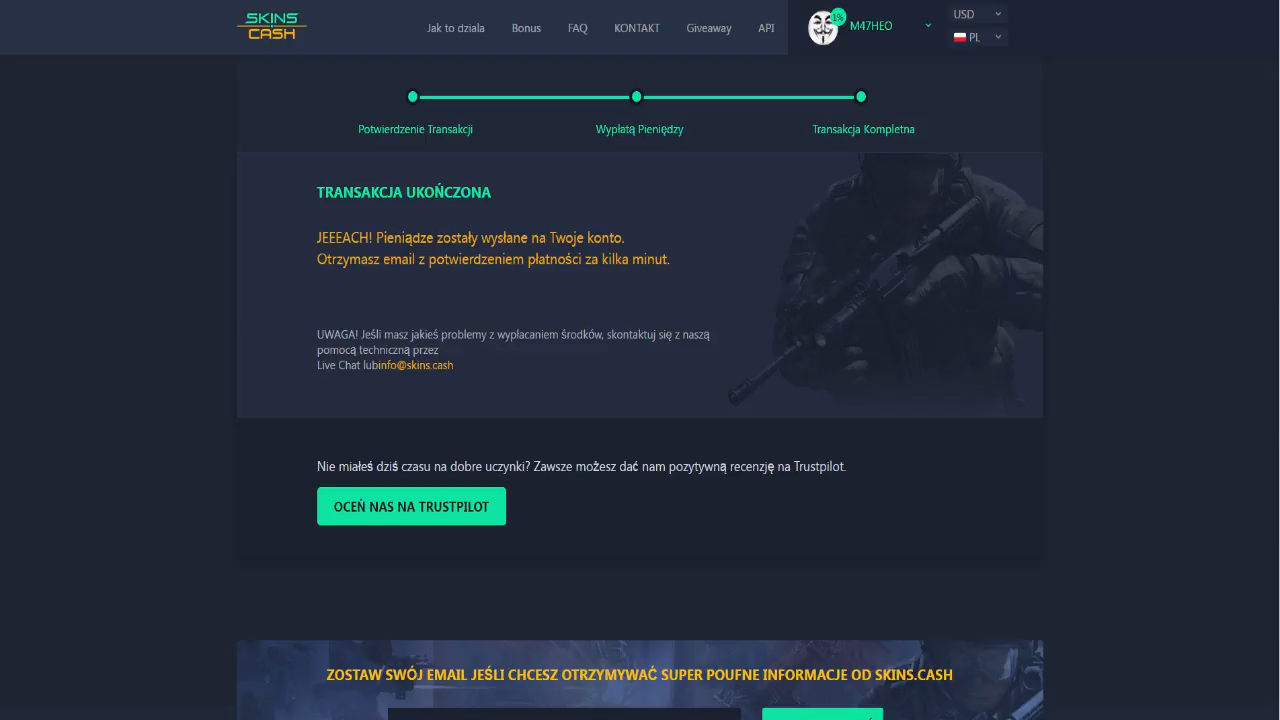 SKINS
CASH
Jak to dziala
Bonus
FAQ
KONTAKT
Giveaway
API
1%
M47HEO
USD
PL
Potwierdzenie Transakcji
Wypłatą Pieniędzy
Transakcja Kompletna
TRANSAKCJA UKOŃCZONA
JEEEACH! Pieniądze zostały wysłane na Twoje konto.
Otrzymasz email z potwierdzeniem płatności za kilka minut.
UWAGA! Jeśli masz jakieś problemy z wypłacaniem środków, skontaktuj się z naszą
pomocą techniczną przez
Live Chat lubinfo@skins.cash
Nie miałeś dziś czasu na dobre uczynki? Zawsze możesz dać nam pozytywną recenzję na Trustpilot.
OCEŃ NAS NA TRUSTPILOT
ZOSTAW SWÓJ EMAIL JEŚLI CHCESZ OTRZYMYWAĆ SUPER POUFNE INFORMACJE OD SKINS.CASH